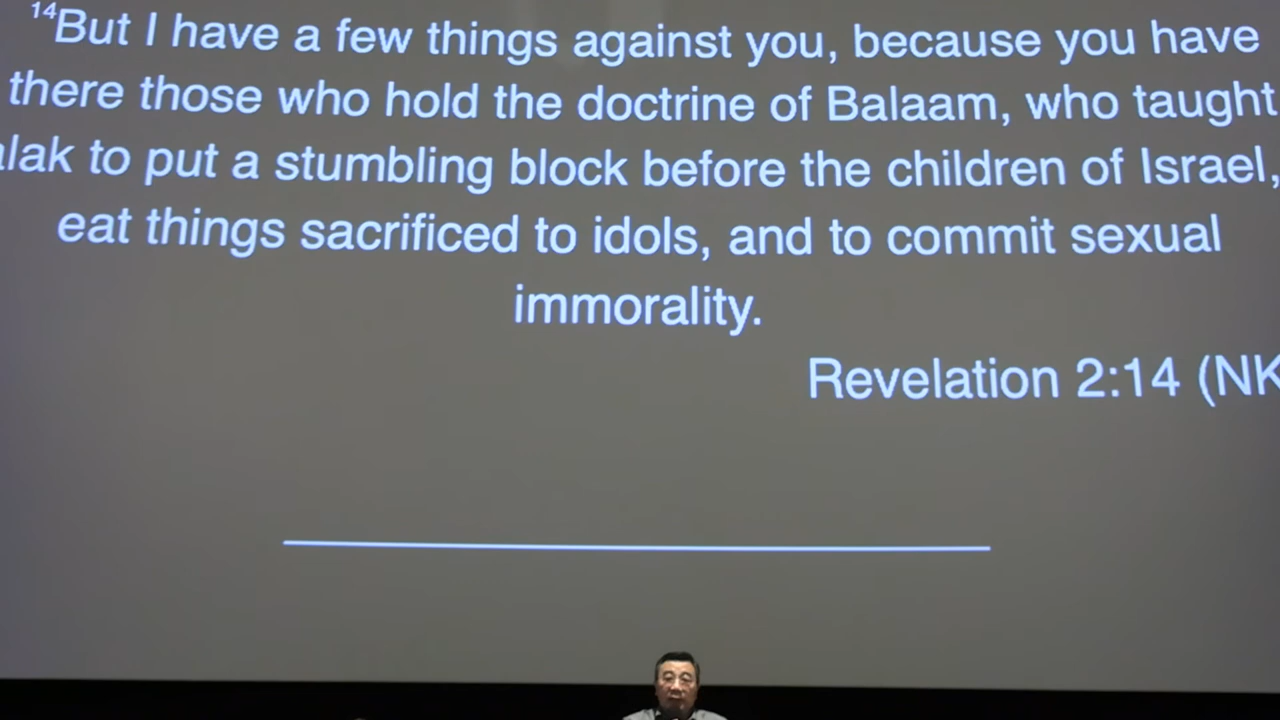 14But I have a few things against you, because you have
there those who hold the doctrine of Balaam, who taught
alak to put a stumbling block before the children of Israel,
eat things sacrificed to idols, and to commit sexual
immorality.
Revelation 2:14 (NK